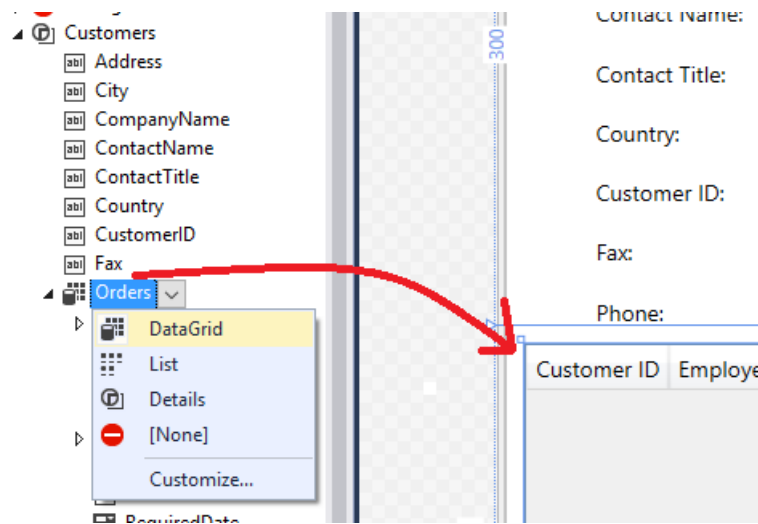 Customers
Address
City
CompanyName
ContactName
ContactTitle
Country
CustomerID
Fax
Orders
DataGrid
List
Details
[None]
Customize...
RequiredDate
300
Contact Name:
Contact Title:
Country:
Customer ID:
Fax:
Phone:
Customer ID Employe